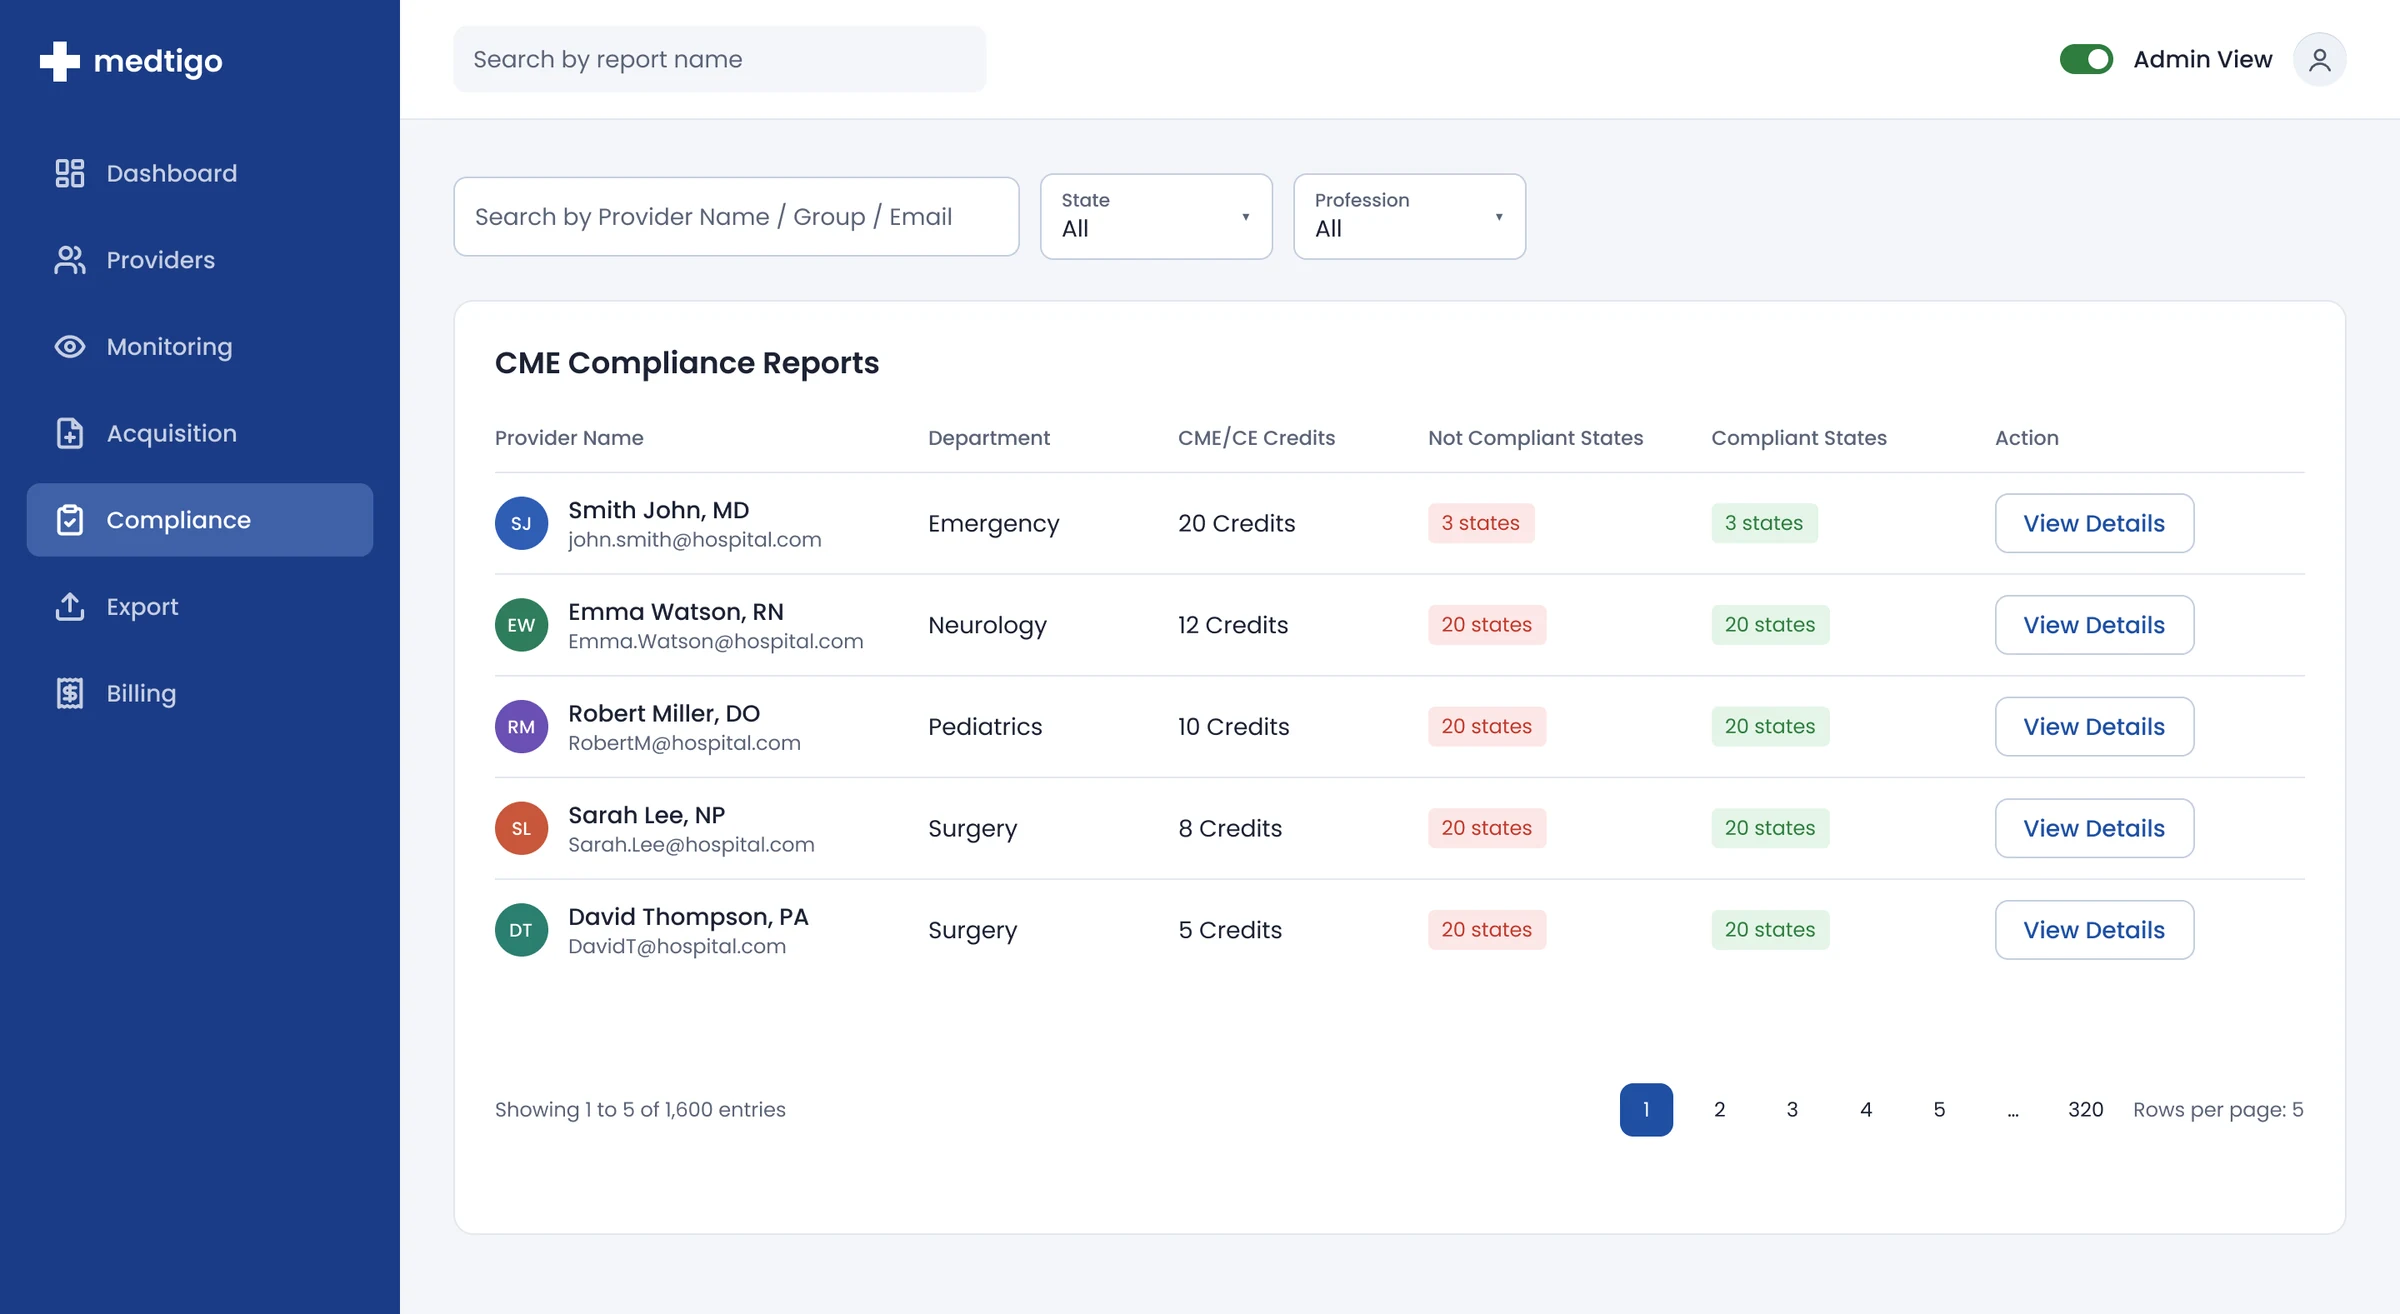 medtigo
Search by report name
Admin View
Dashboard
Providers
Monitoring
Acquisition
Compliance
Export
Billing
Search by Provider Name / Group / Email
State
All
Profession
All
CME Compliance Reports
Provider Name Department CME/CE Credits Not Compliant States Compliant States Action
SJ Smith John, MD
john.smith@hospital.com
Emergency 20 Credits 3 states 3 states View Details
EW Emma Watson, RN
Emma.Watson@hospital.com
Neurology 12 Credits 20 states 20 states View Details
RM Robert Miller, DO
RobertM@hospital.com
Pediatrics 10 Credits 20 states 20 states View Details
SL Sarah Lee, NP
Sarah.Lee@hospital.com
Surgery 8 Credits 20 states 20 states View Details
DT David Thompson, PA
DavidT@hospital.com
Surgery 5 Credits 20 states 20 states View Details
Showing 1 to 5 of 1,600 entries 1 2 3 4 5 ... 320 Rows per page: 5